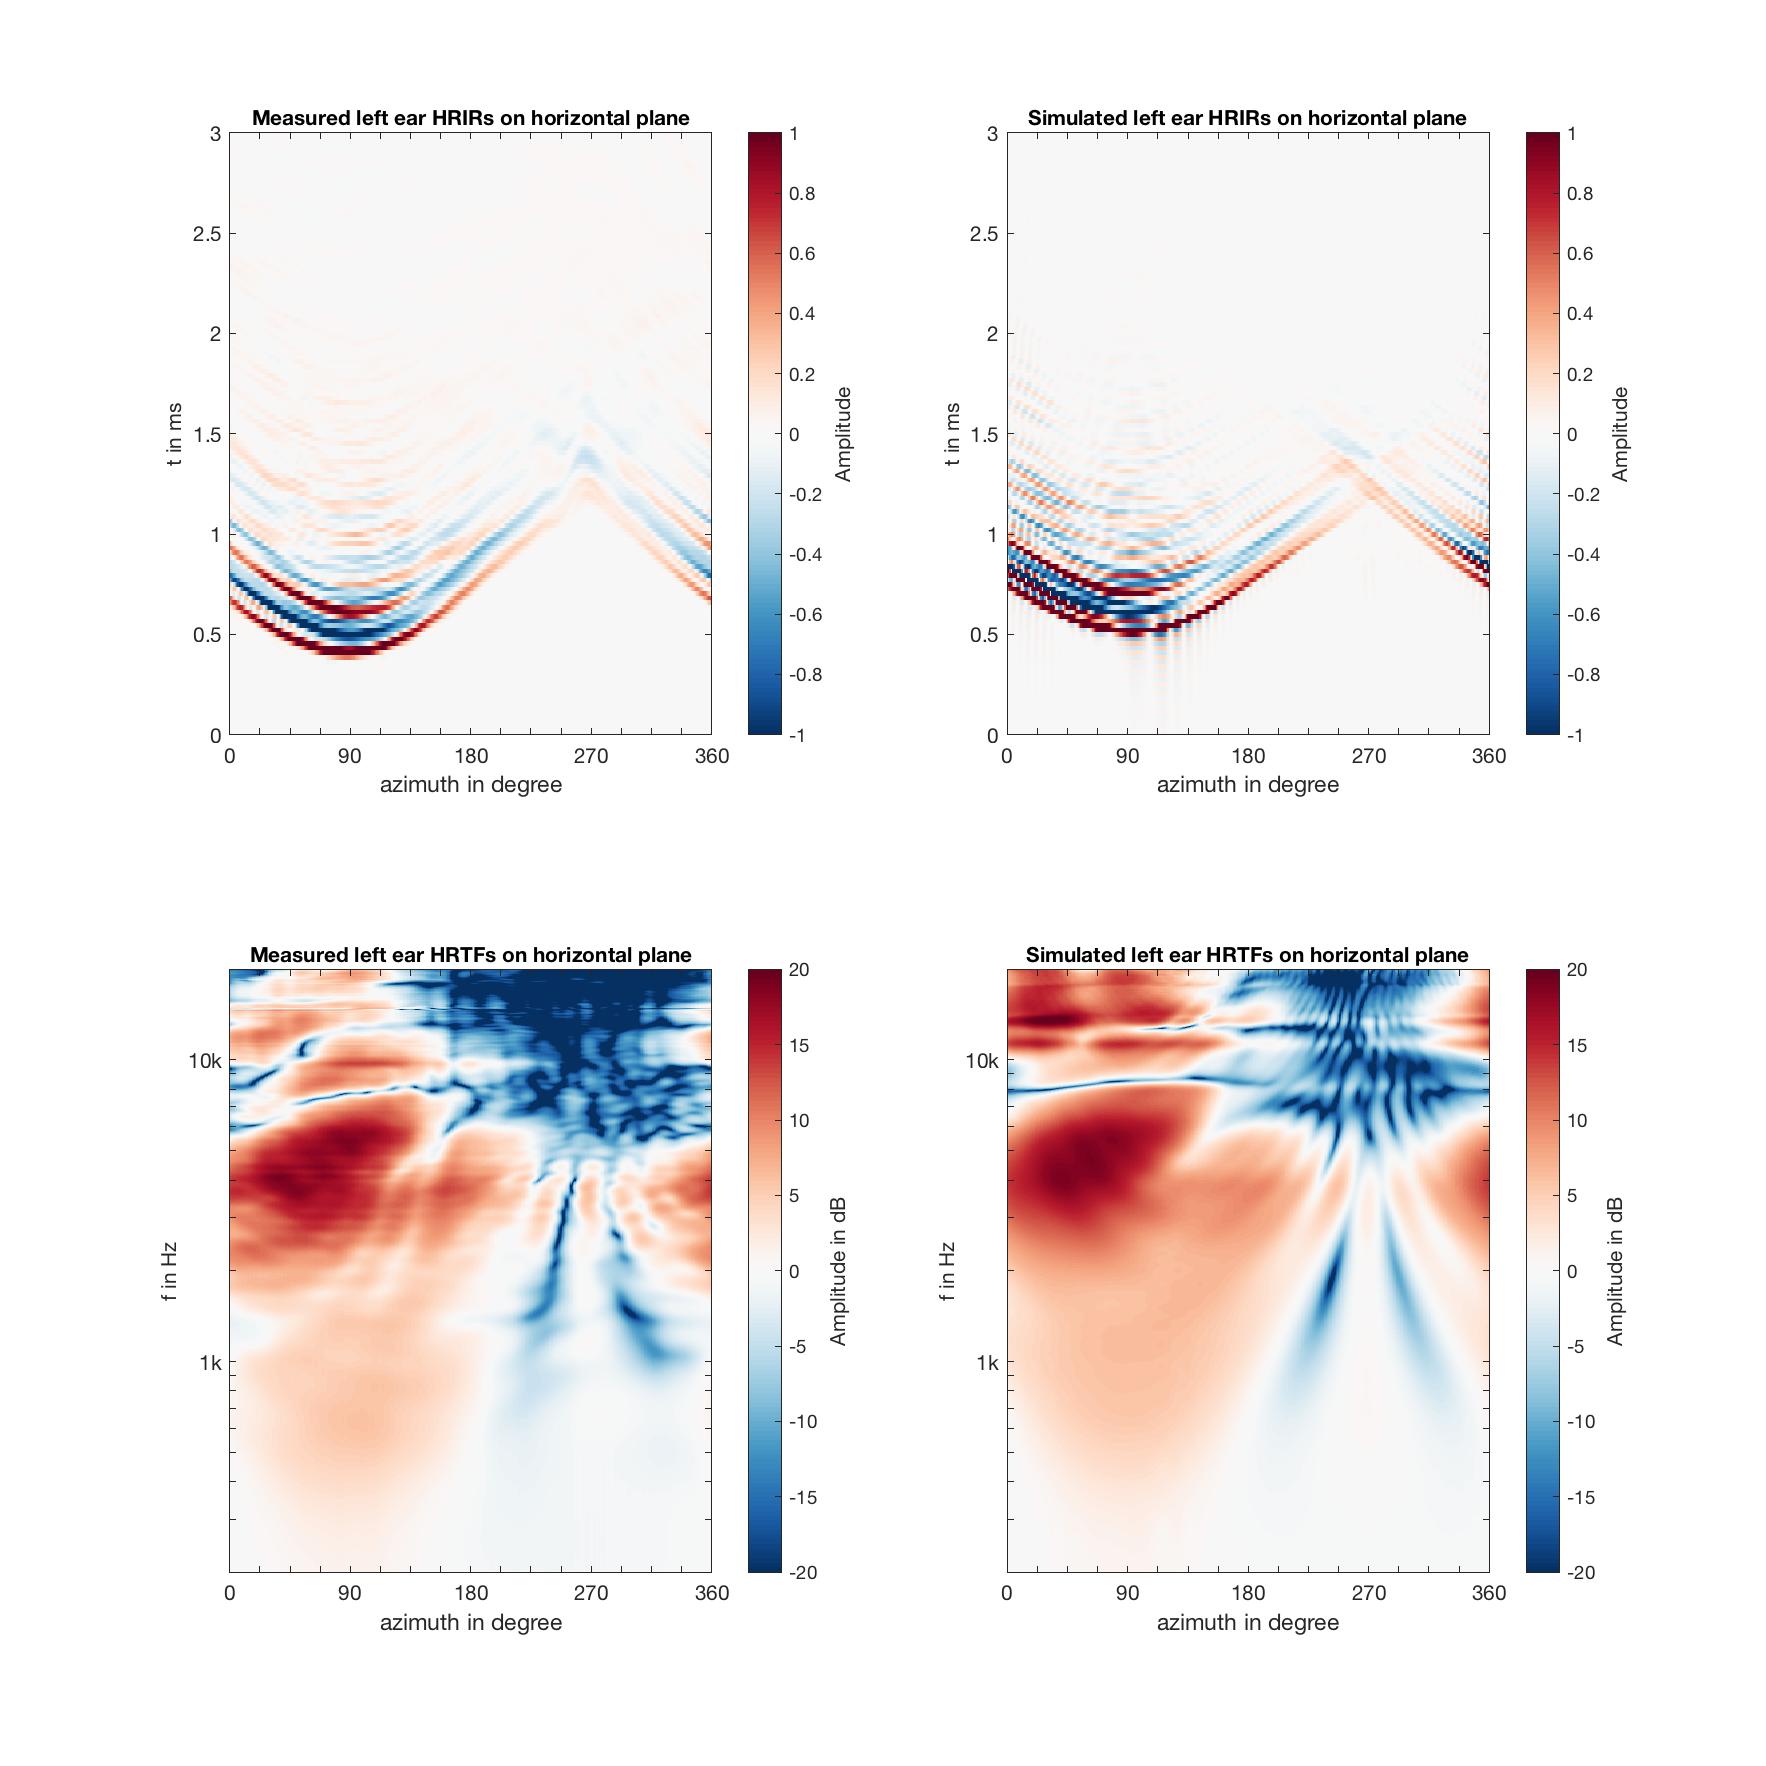 Measured left ear HRIRs on horizontal plane
3
2.5
2
1.5
1
0.5
0
t in ms
0 90 180 270 360
azimuth in degree
1
0.8
0.6
0.4
0.2
0
-0.2
-0.4
-0.6
-0.8
-1
Amplitude
Simulated left ear HRIRs on horizontal plane
3
2.5
2
1.5
1
0.5
0
t in ms
0 90 180 270 360
azimuth in degree
1
0.8
0.6
0.4
0.2
0
-0.2
-0.4
-0.6
-0.8
-1
Amplitude
Measured left ear HRTFs on horizontal plane
10k
1k
f in Hz
0 90 180 270 360
azimuth in degree
20
15
10
5
0
-5
-10
-15
-20
Amplitude in dB
Simulated left ear HRTFs on horizontal plane
10k
1k
f in Hz
0 90 180 270 360
azimuth in degree
20
15
10
5
0
-5
-10
-15
-20
Amplitude in dB